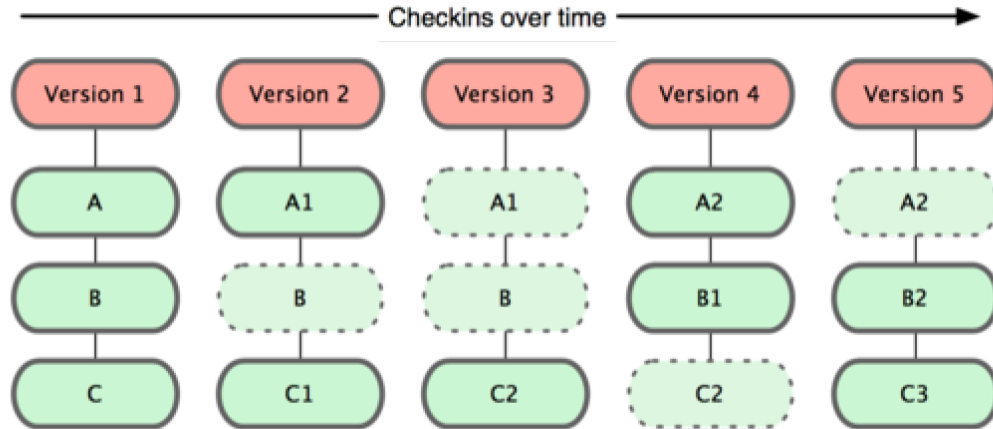 Checkins over time
Version 1 Version 2 Version 3 Version 4 Version 5
A A1 A1 A2 A2
B B B B1 B2
C C1 C2 C2 C3